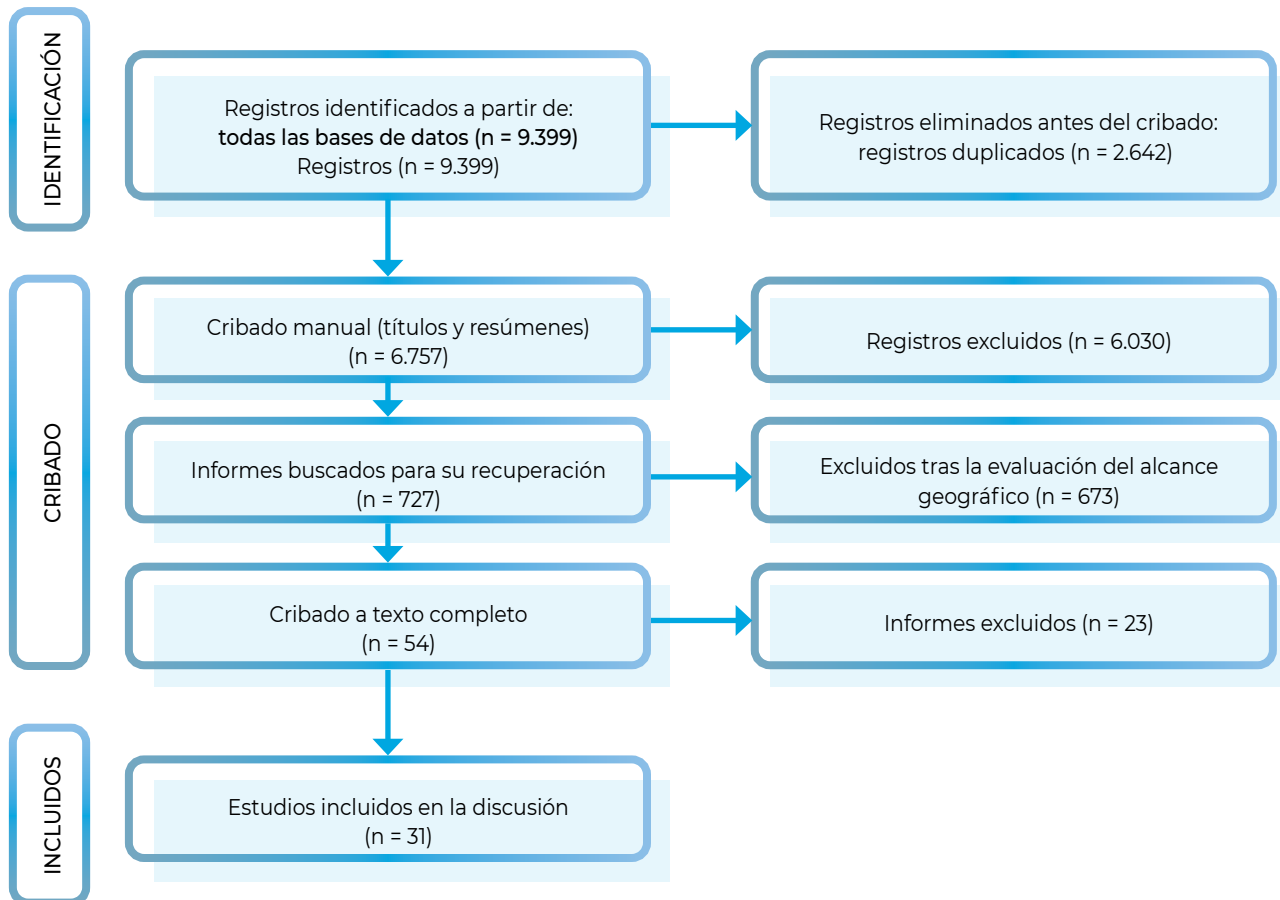 IDENTIFICACIÓN
Registros identificados a partir de:
todas las bases de datos (n = 9.399)
Registros (n = 9.399)
Registros eliminados antes del cribado:
registros duplicados (n = 2.642)
CRIBADO
Cribado manual (títulos y resúmenes)
(n = 6.757)
Registros excluidos (n = 6.030)
Informes buscados para su recuperación
(n = 727)
Excluidos tras la evaluación del alcance
geográfico (n = 673)
Cribado a texto completo
(n = 54)
Informes excluidos (n = 23)
INCLUIDOS
Estudios incluidos en la discusión
(n = 31)